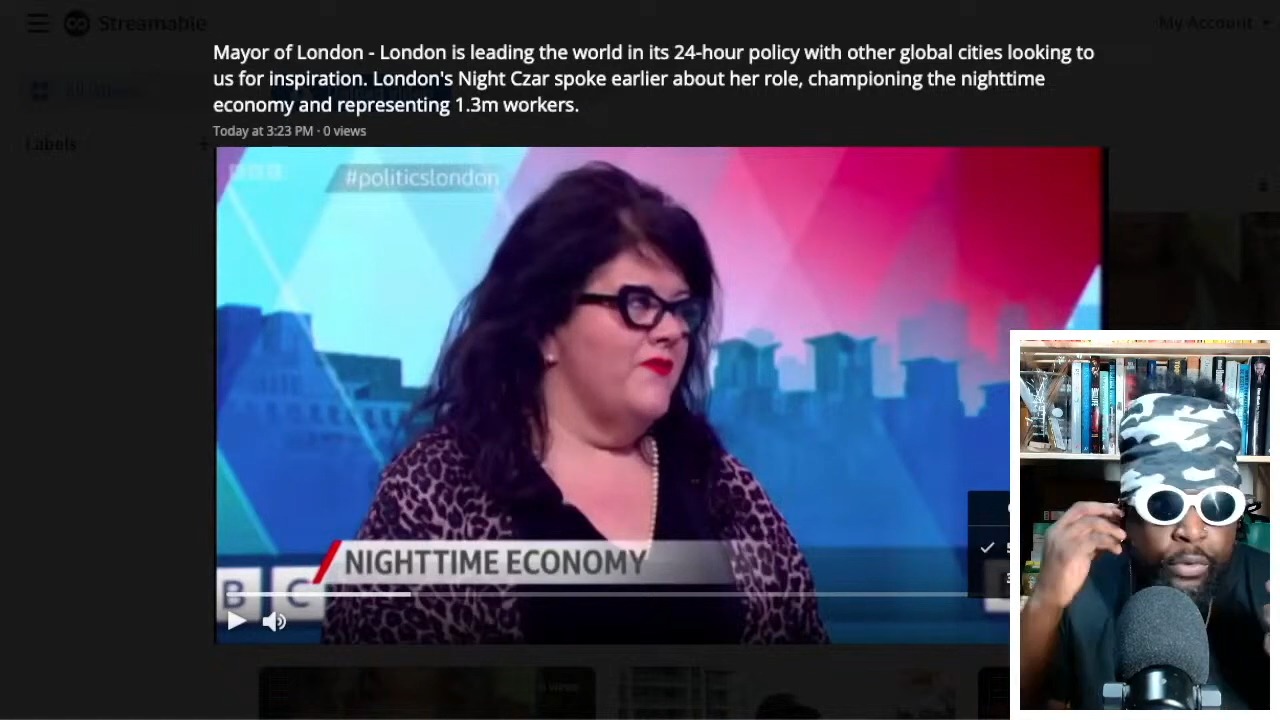 Streamable
My Account
Mayor of London - London is leading the world in its 24-hour policy with other global cities looking to
us for inspiration. London's Night Czar spoke earlier about her role, championing the nighttime
economy and representing 1.3m workers.
Labels
Today at 3:23 PM · 0 views
BBC
#politicslondon
NIGHTTIME ECONOMY
B C